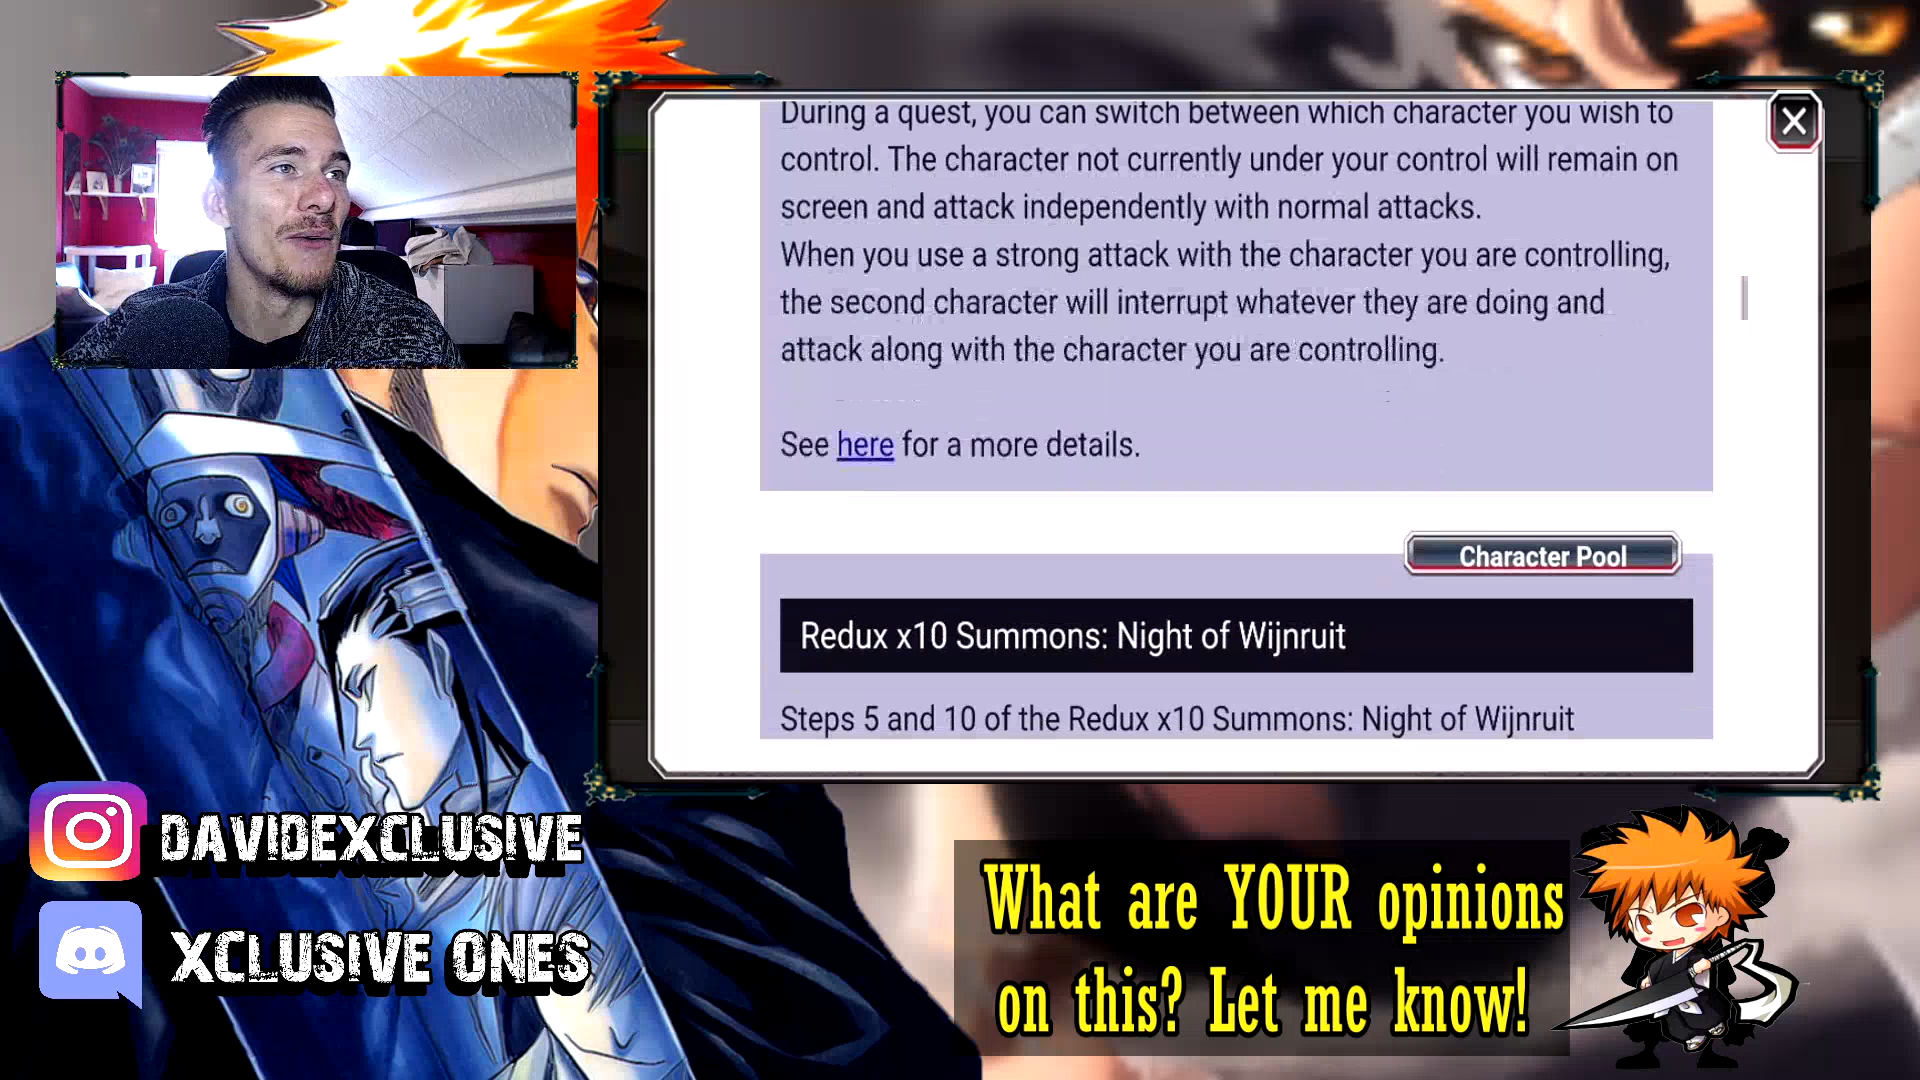 During a quest, you can switch between which character you wish to
control. The character not currently under your control will remain on
screen and attack independently with normal attacks.
When you use a strong attack with the character you are controlling,
the second character will interrupt whatever they are doing and
attack along with the character you are controlling.
See here for a more details.
Character Pool
Redux x10 Summons: Night of Wijnruit
Steps 5 and 10 of the Redux x10 Summons: Night of Wijnruit
DAVIDEXCLUSIVE
XCLUSIVE ONES
What are YOUR opinions
on this? Let me know!